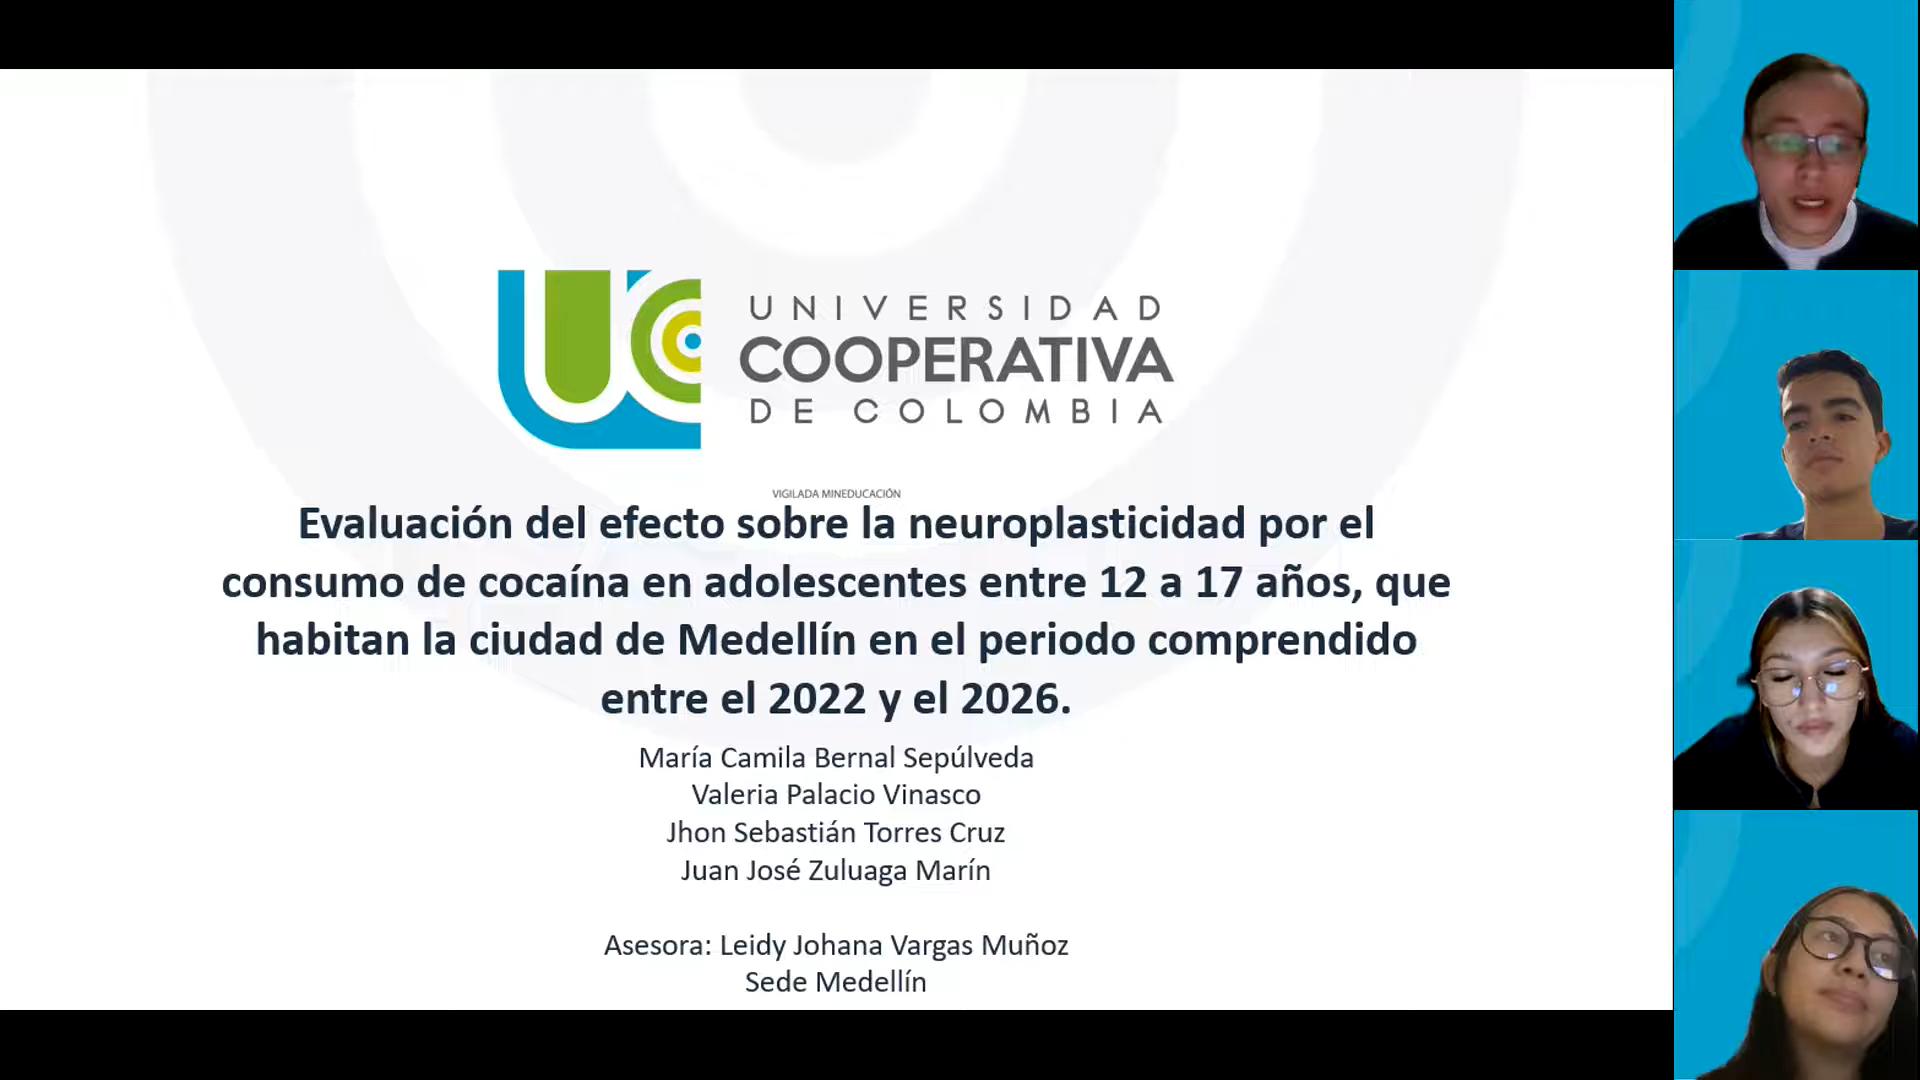 UNIVERSIDAD
COOPERATIVA
DE COLOMBIA
VIGILADA MINEDUCACIÓN
Evaluación del efecto sobre la neuroplasticidad por el
consumo de cocaína en adolescentes entre 12 a 17 años, que
habitan la ciudad de Medellín en el periodo comprendido
entre el 2022 y el 2026.
María Camila Bernal Sepúlveda
Valeria Palacio Vinasco
Jhon Sebastián Torres Cruz
Juan José Zuluaga Marín
Asesora: Leidy Johana Vargas Muñoz
Sede Medellín